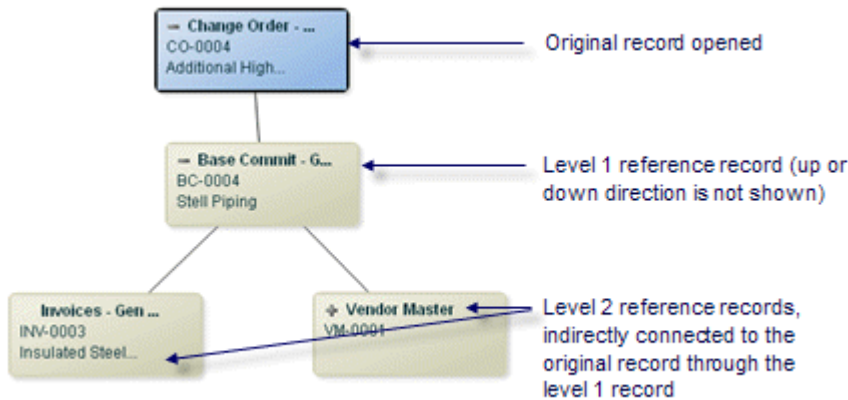 Change Order - ...
CO-0004
Additional High...
Original record opened
Base Commit - G...
BC-0004
Stell Piping
Level 1 reference record (up or
down direction is not shown)
Invoices - Gen ...
INV-0003
Insulated Steel...
Vendor Master
VM-0001
Level 2 reference records,
indirectly connected to the
original record through the
level 1 record